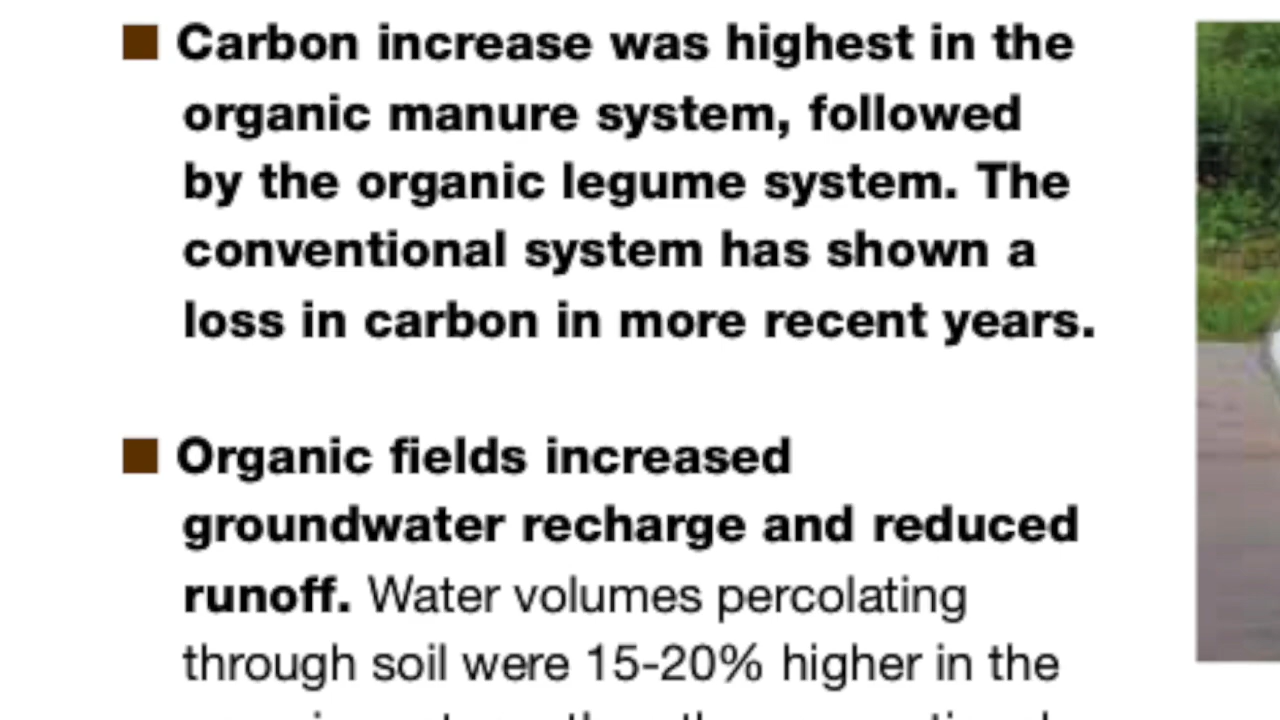 Carbon increase was highest in the
organic manure system, followed
by the organic legume system. The
conventional system has shown a
loss in carbon in more recent years.
Organic fields increased
groundwater recharge and reduced
runoff. Water volumes percolating
through soil were 15-20% higher in the